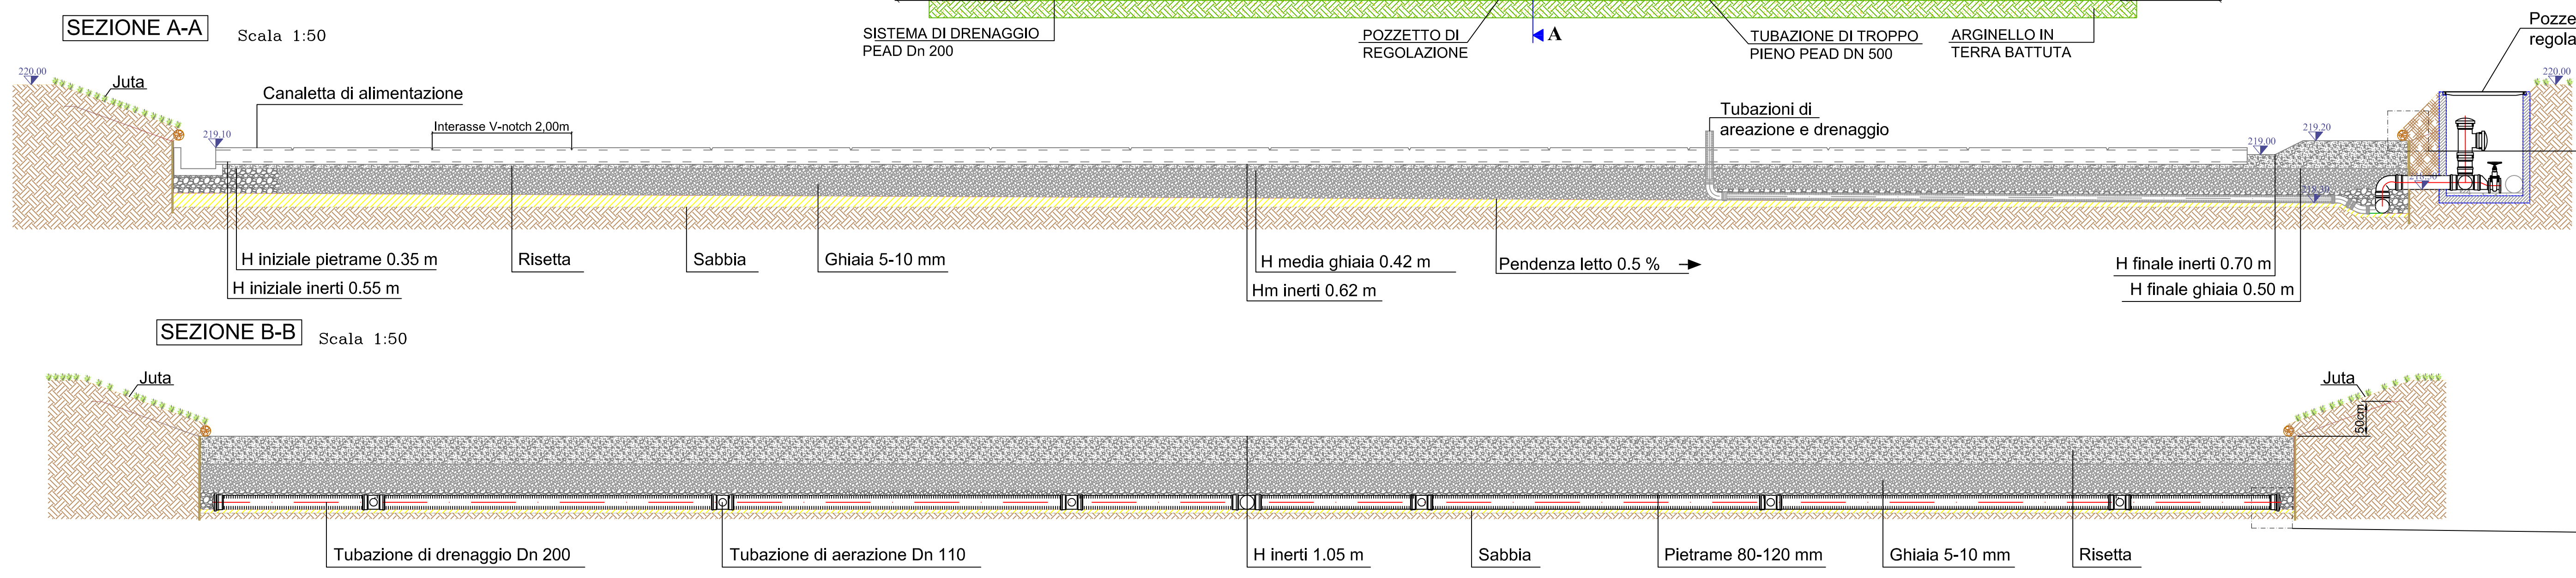 SISTEMA DI DRENAGGIO
PEAD Dn 200
POZZETTO DI
REGOLAZIONE
A
TUBAZIONE DI TROPPO
PIENO PEAD DN 500
ARGINELLO IN
TERRA BATTUTA
Pozze
regola
SEZIONE A-A
Scala 1:50
220.00
Juta
Canaletta di alimentazione
219.10
Interasse V-notch 2,00m
Tubazioni di
areazione e drenaggio
219.00
219.20
220.00
218.30
H iniziale pietrame 0.35 m
H iniziale inerti 0.55 m
Risetta
Sabbia
Ghiaia 5-10 mm
H media ghiaia 0.42 m
Hm inerti 0.62 m
Pendenza letto 0.5 %
H finale inerti 0.70 m
H finale ghiaia 0.50 m
SEZIONE B-B
Scala 1:50
Juta
Juta
50cm
Tubazione di drenaggio Dn 200
Tubazione di aerazione Dn 110
H inerti 1.05 m
Sabbia
Pietrame 80-120 mm
Ghiaia 5-10 mm
Risetta